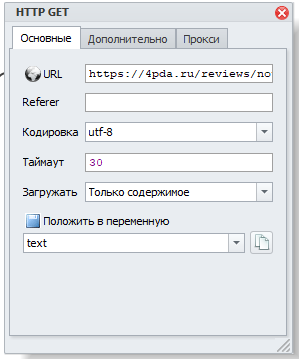 HTTP GET
Основные Дополнительно Прокси
URL https://4pda.ru/reviews/no
Referer
Кодировка utf-8
Таймаут 30
Загружать Только содержимое
Положить в переменную
text